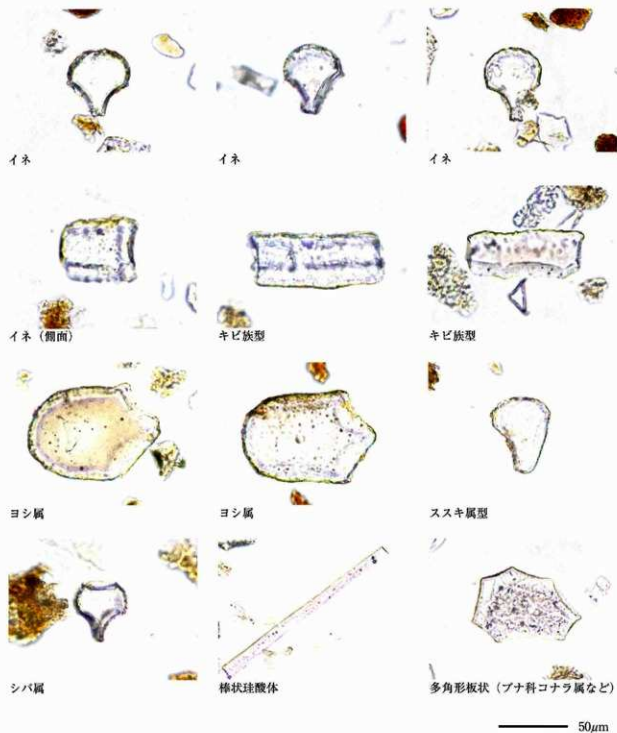 イネ
イネ
イネ
イネ（側面）
キビ族型
キビ族型
ヨシ属
ヨシ属
ススキ属型
シバ属
棒状珪酸体
多角形板状（ブナ科コナラ属など）
50μm